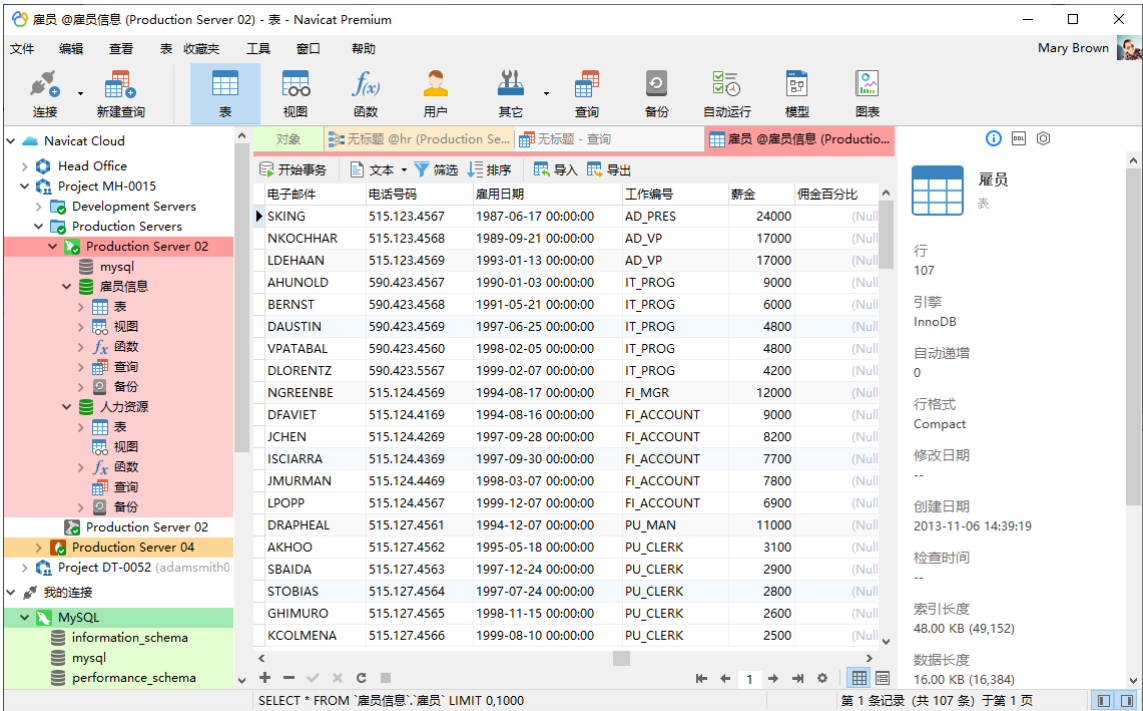 雇员 @雇员信息 (Production Server 02) - 表 - Navicat Premium
文件 编辑 查看 表 收藏夹 工具 窗口 帮助 Mary Brown
连接 新建查询 表 视图 函数 用户 其它 查询 备份 自动运行 模型 图表
Navicat Cloud
Head Office
Project MH-0015
Development Servers
Production Servers
Production Server 02
mysql
雇员信息
表
视图
函数
查询
备份
人力资源
表
视图
函数
查询
备份
Production Server 02
Production Server 04
Project DT-0052 (adamsmith0
我的连接
MySQL
information_schema
mysql
performance_schema
对象 无标题 @hr (Production Se... 无标题 - 查询 雇员 @雇员信息 (Productio...
开始事务 文本 筛选 排序 导入 导出
电子邮件 电话号码 雇用日期 工作编号 薪金 佣金百分比
SKING 515.123.4567 1987-06-17 00:00:00 AD_PRES 24000 (Null
NKOCHHAR 515.123.4568 1989-09-21 00:00:00 AD_VP 17000 (Null
LDEHAAN 515.123.4569 1993-01-13 00:00:00 AD_VP 17000 (Null
AHUNOLD 590.423.4567 1990-01-03 00:00:00 IT_PROG 9000 (Null
BERNST 590.423.4568 1991-05-21 00:00:00 IT_PROG 6000 (Null
DAUSTIN 590.423.4569 1997-06-25 00:00:00 IT_PROG 4800 (Null
VPATABAL 590.423.4560 1998-02-05 00:00:00 IT_PROG 4800 (Null
DLORENTZ 590.423.5567 1999-02-07 00:00:00 IT_PROG 4200 (Null
NGREENBE 515.124.4569 1994-08-17 00:00:00 FI_MGR 12000 (Null
DFAVIET 515.124.4169 1994-08-16 00:00:00 FI_ACCOUNT 9000 (Null
JCHEN 515.124.4269 1997-09-28 00:00:00 FI_ACCOUNT 8200 (Null
ISCIARRA 515.124.4369 1997-09-30 00:00:00 FI_ACCOUNT 7700 (Null
JMURMAN 515.124.4469 1998-03-07 00:00:00 FI_ACCOUNT 7800 (Null
LPOPP 515.124.4567 1999-12-07 00:00:00 FI_ACCOUNT 6900 (Null
DRAPHEAL 515.127.4561 1994-12-07 00:00:00 PU_MAN 11000 (Null
AKHOO 515.127.4562 1995-05-18 00:00:00 PU_CLERK 3100 (Null
SBAIDA 515.127.4563 1997-12-24 00:00:00 PU_CLERK 2900 (Null
STOBIAS 515.127.4564 1997-07-24 00:00:00 PU_CLERK 2800 (Null
GHIMURO 515.127.4565 1998-11-15 00:00:00 PU_CLERK 2600 (Null
KCOLMENA 515.127.4566 1999-08-10 00:00:00 PU_CLERK 2500 (Null
1
SELECT * FROM `雇员信息`.`雇员` LIMIT 0,1000 第 1 条记录 (共 107 条) 于第 1 页
DDL
雇员
表
行
107
引擎
InnoDB
自动递增
0
行格式
Compact
修改日期
--
创建日期
2013-11-06 14:39:19
检查时间
--
索引长度
48.00 KB (49,152)
数据长度
16.00 KB (16,384)